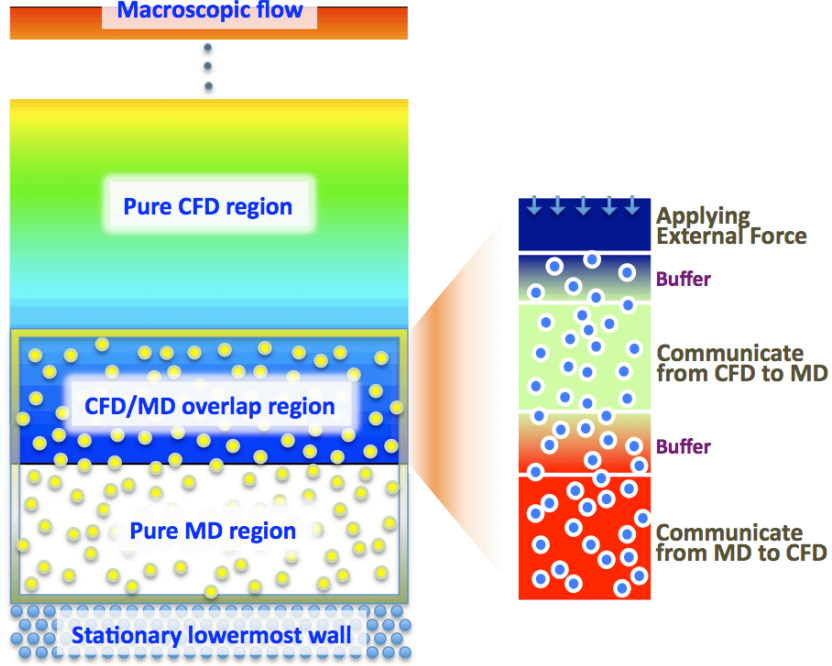 Macroscopic flow
Pure CFD region
CFD/MD overlap region
Pure MD region
Stationary lowermost wall
Applying
External Force
Buffer
Communicate
from CFD to MD
Buffer
Communicate
from MD to CFD